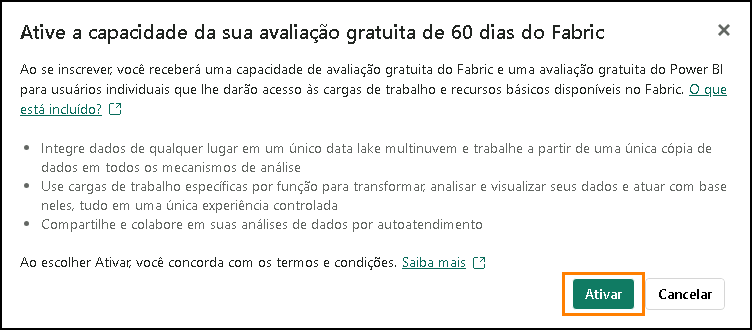 Ative a capacidade da sua avaliação gratuita de 60 dias do Fabric
Ao se inscrever, você receberá uma capacidade de avaliação gratuita do Fabric e uma avaliação gratuita do Power BI
para usuários individuais que lhe darão acesso às cargas de trabalho e recursos básicos disponíveis no Fabric. O que
está incluído?
• Integre dados de qualquer lugar em um único data lake multinuvem e trabalhe a partir de uma única cópia de
dados em todos os mecanismos de análise
• Use cargas de trabalho específicas por função para transformar, analisar e visualizar seus dados e atuar com base
neles, tudo em uma única experiência controlada
• Compartilhe e colabore em suas análises de dados por autoatendimento
Ao escolher Ativar, você concorda com os termos e condições. Saiba mais
Ativar Cancelar